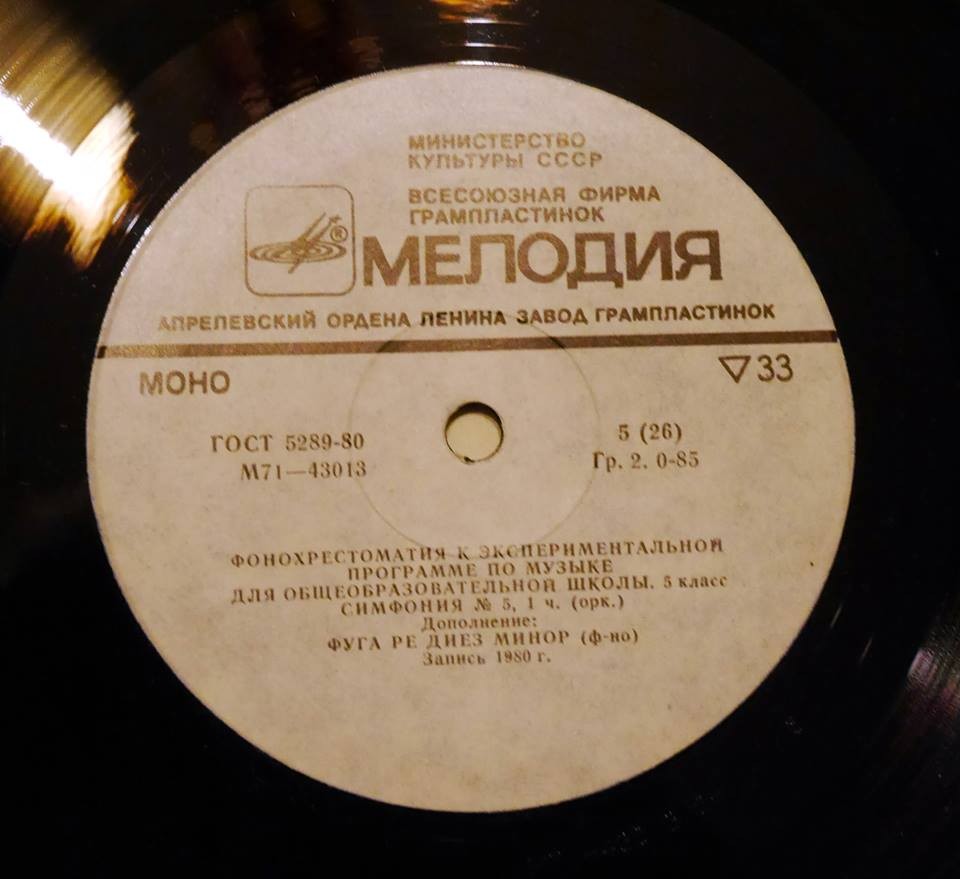 МИНИСТЕРСТВО
КУЛЬТУРЫ СССР
ВСЕСОЮЗНАЯ ФИРМА
ГРАМПЛАСТИНОК
®
МЕЛОДИЯ
АПРЕЛЕВСКИЙ ОРДЕНА ЛЕНИНА ЗАВОД ГРАМПЛАСТИНОК
МОНО
▽33
ГОСТ 5289-80
М71—43013
5 (26)
Гр. 2. 0-85
ФОНОХРЕСТОМАТИЯ К ЭКСПЕРИМЕНТАЛЬНОЙ
ПРОГРАММЕ ПО МУЗЫКЕ
ДЛЯ ОБЩЕОБРАЗОВАТЕЛЬНОЙ ШКОЛЫ. 5 класс
СИМФОНИЯ № 5, 1 ч. (орк.)
Дополнение:
ФУГА РЕ ДИЕЗ МИНОР (ф-но)
Запись 1980 г.